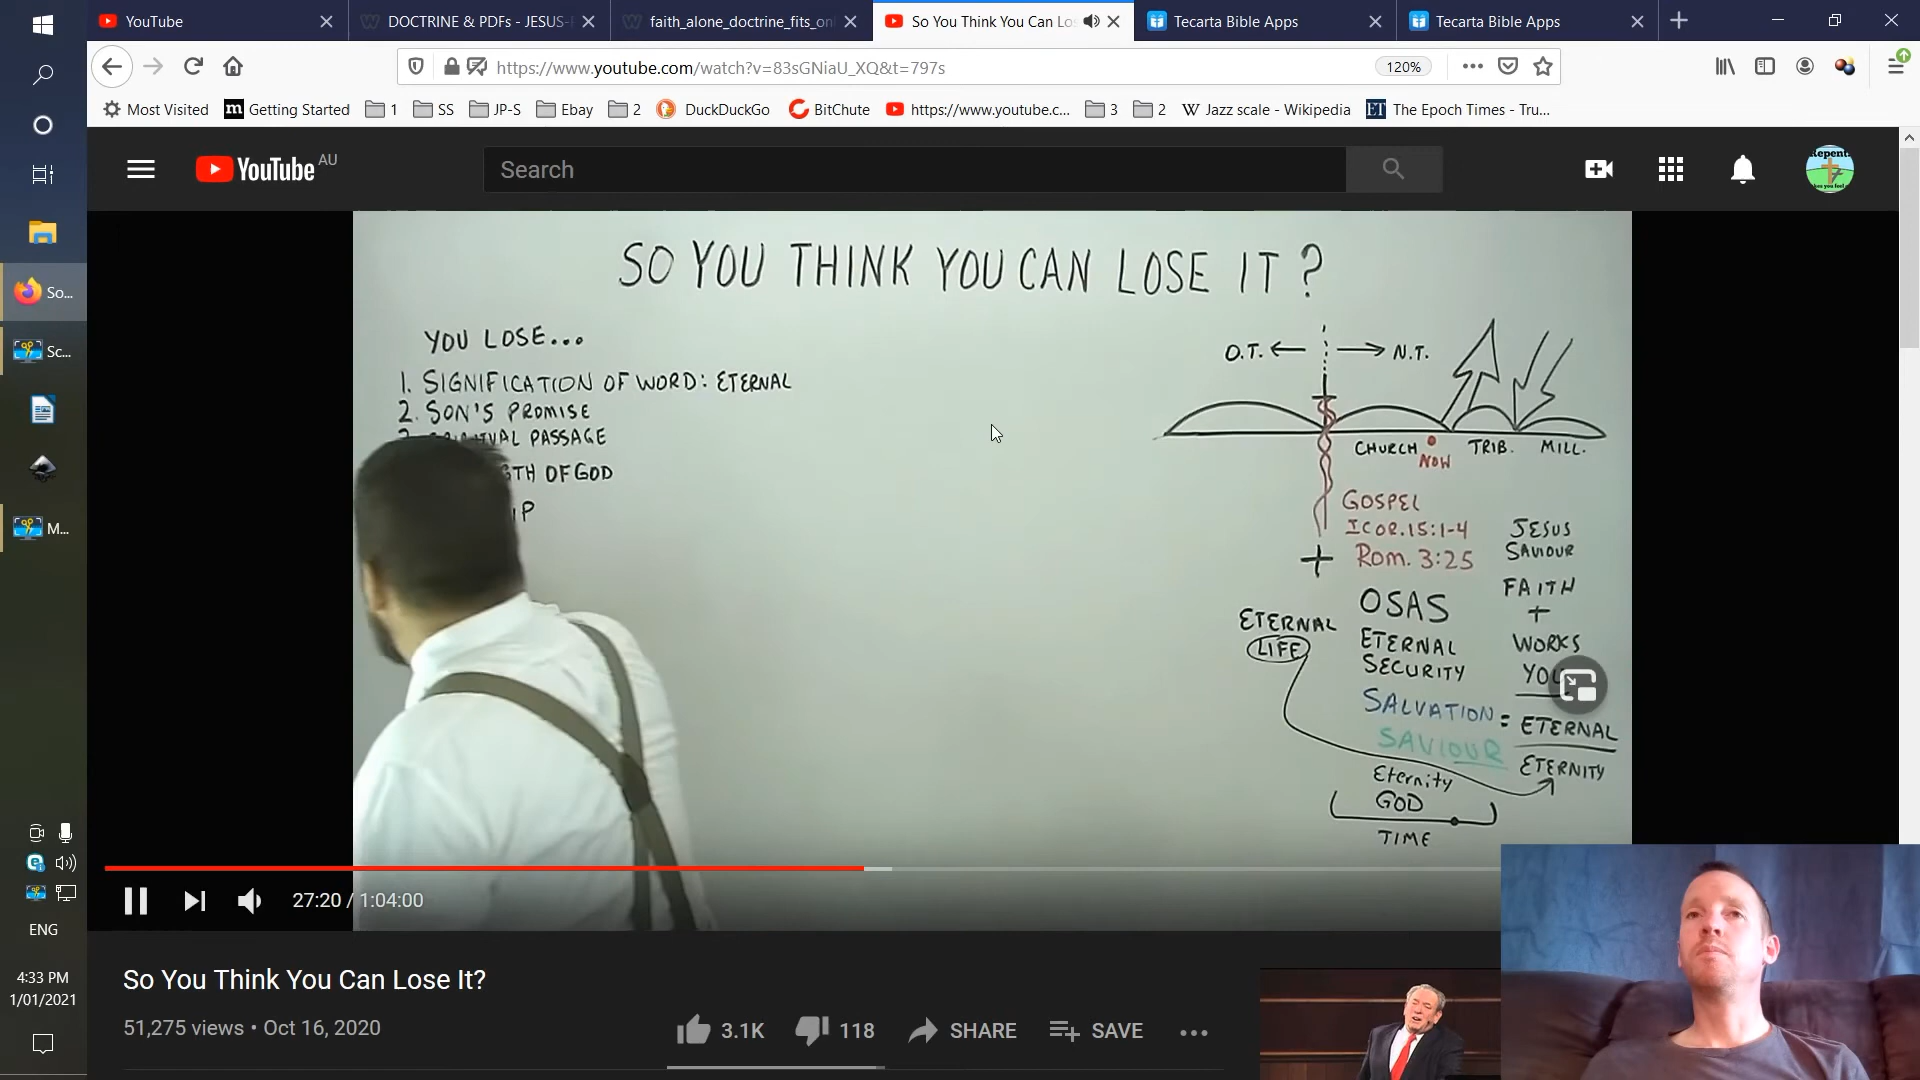 YouTube
DOCTRINE & PDFs - JESUS-
faith_alone_doctrine_fits_on
So You Think You Can Los
Tecarta Bible Apps
Tecarta Bible Apps
https://www.youtube.com/watch?v=83sGNiaU_XQ&t=797s
120%
Most Visited
m Getting Started
1
SS
JP-S
Ebay
2
DuckDuckGo
BitChute
https://www.youtube.c...
3
2
W Jazz scale - Wikipedia
ET The Epoch Times - Tru...
YouTube AU
Search
Repent
SO YOU THINK YOU CAN LOSE IT?
YOU LOSE...
1. SIGNIFICATION OF WORD: ETERNAL
2. SON'S PROMISE
PASSAGE
OF GOD
O.T. ← → N.T.
CHURCH NOW TRIB. MILL.
GOSPEL
I COR. 15:1-4
+ Rom. 3:25
JESUS
SAVIOUR
FAITH
+
WORKS
ETERNAL
LIFE
OSAS
ETERNAL
SECURITY
SALVATION = ETERNAL
SAVIOUR
ETERNITY
Eternity
GOD
TIME
27:20 / 1:04:00
So You Think You Can Lose It?
51,275 views • Oct 16, 2020
3.1K
118
SHARE
SAVE
So...
Sc...
M...
ENG
4:33 PM
1/01/2021